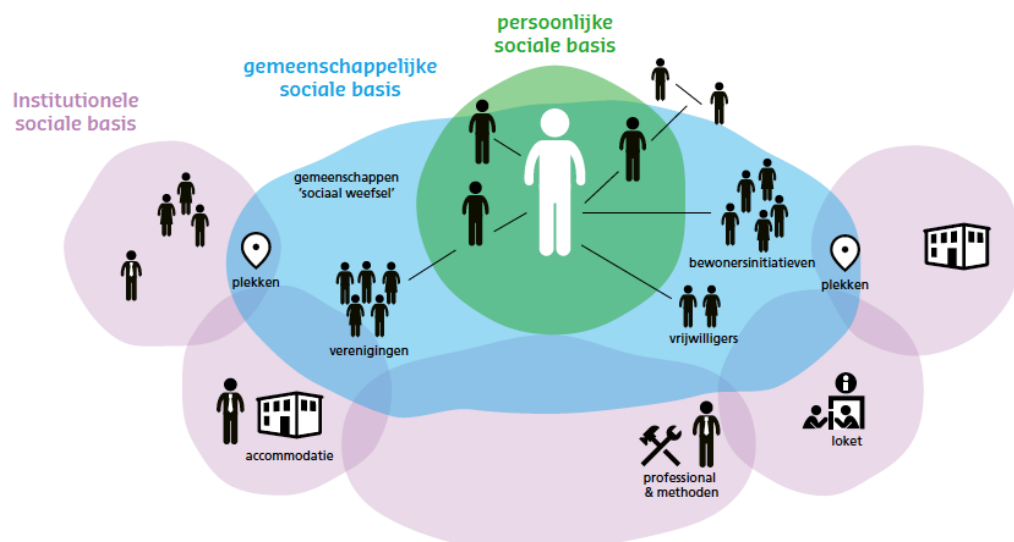 persoonlijke
sociale basis
gemeenschappelijke
sociale basis
Institutionele
sociale basis
gemeenschappen
'sociaal weefsel'
plekken
bewonersinitiatieven
plekken
verenigingen
vrijwilligers
accommodatie
loket
professional
& methoden